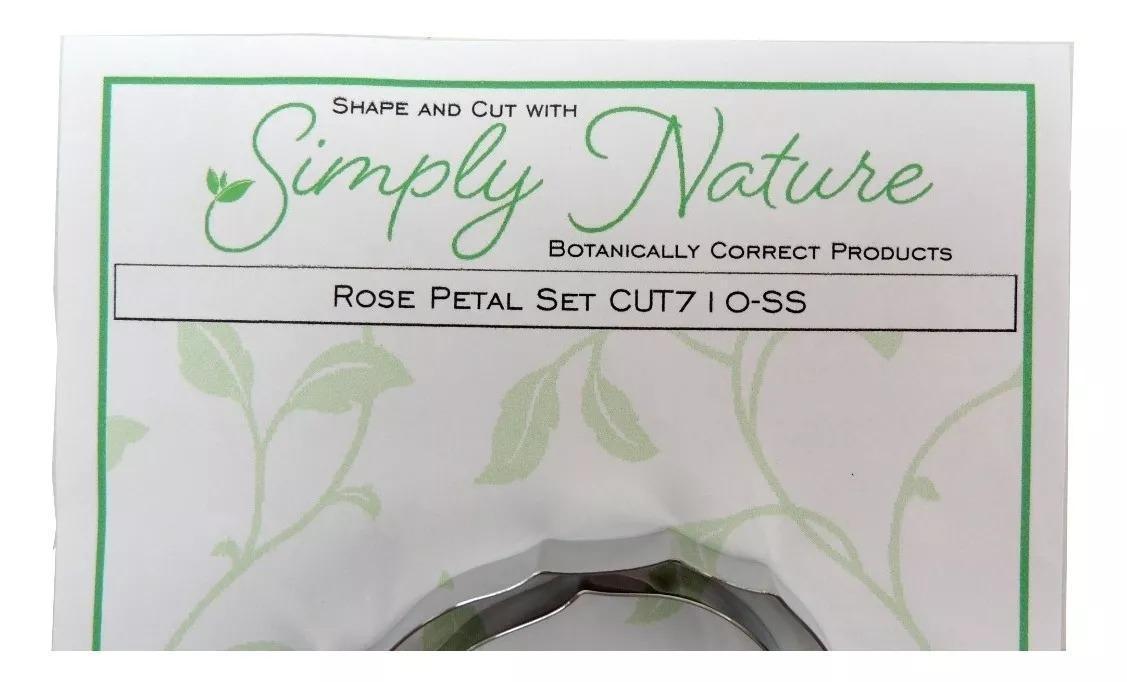 Shape and Cut with
Simply Nature
Botanically Correct Products
Rose Petal Set CUT710-SS